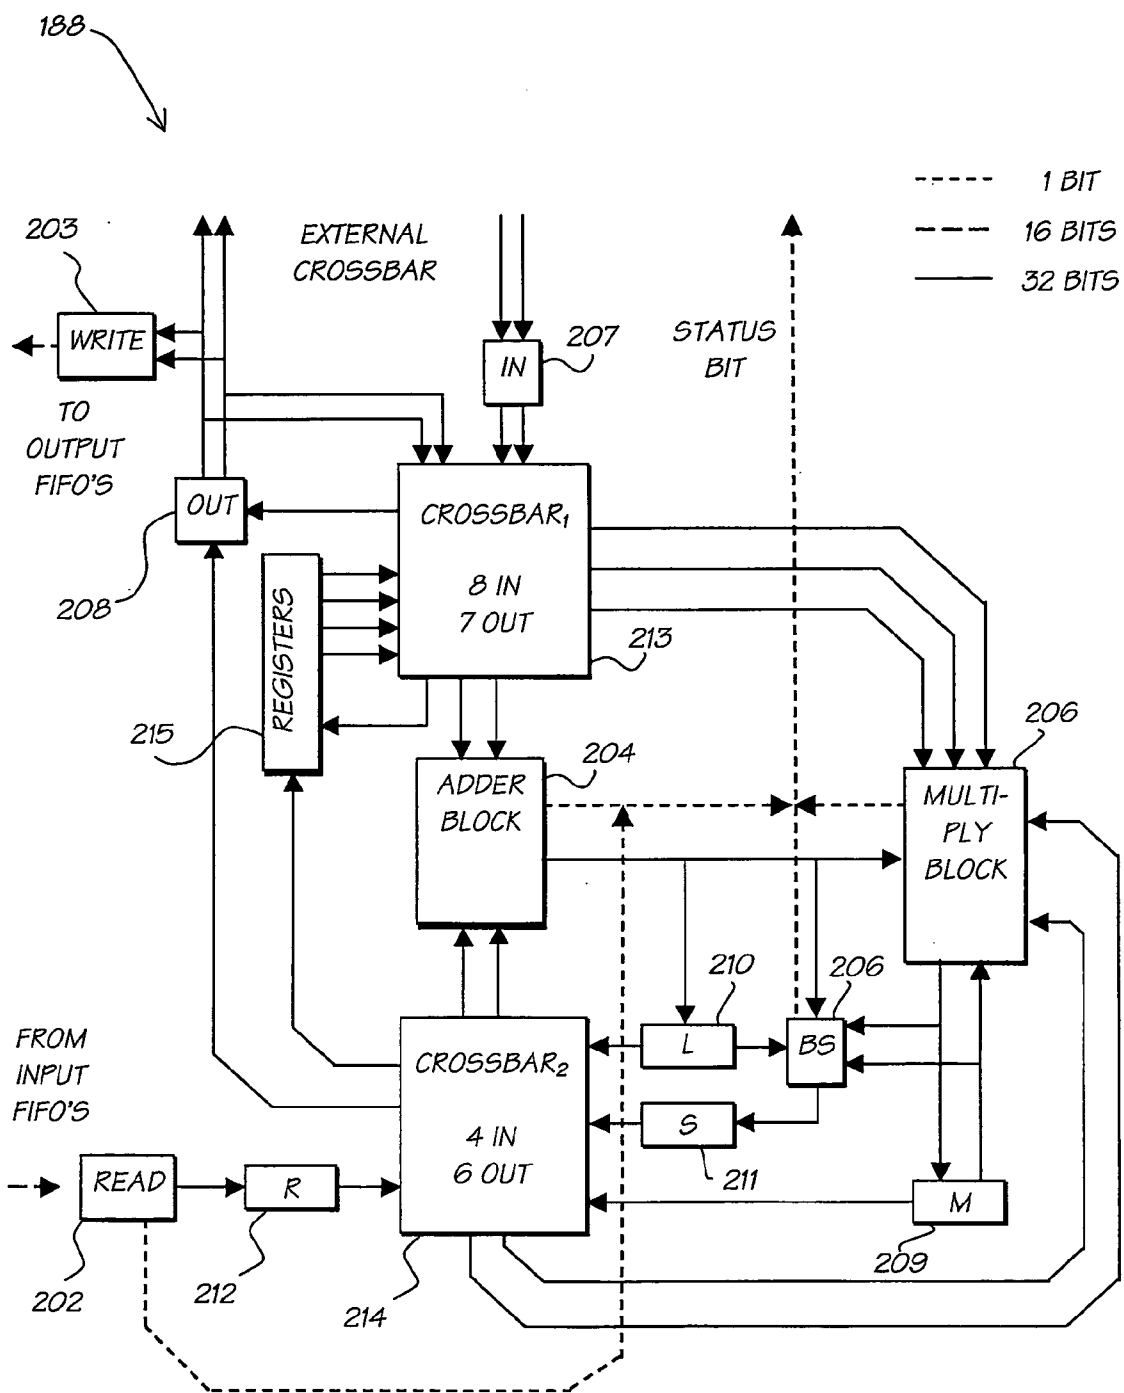 188
1 BIT
16 BITS
32 BITS
203
EXTERNAL
CROSSBAR
WRITE
207
IN
STATUS
BIT
TO
OUTPUT
FIFO'S
OUT
208
CROSSBAR1
8 IN
7 OUT
213
REGISTERS
215
204
ADDER
BLOCK
206
MULTI-
PLY
BLOCK
210
206
L
BS
FROM
INPUT
FIFO'S
CROSSBAR2
4 IN
6 OUT
S
211
READ
R
M
209
202
212
214